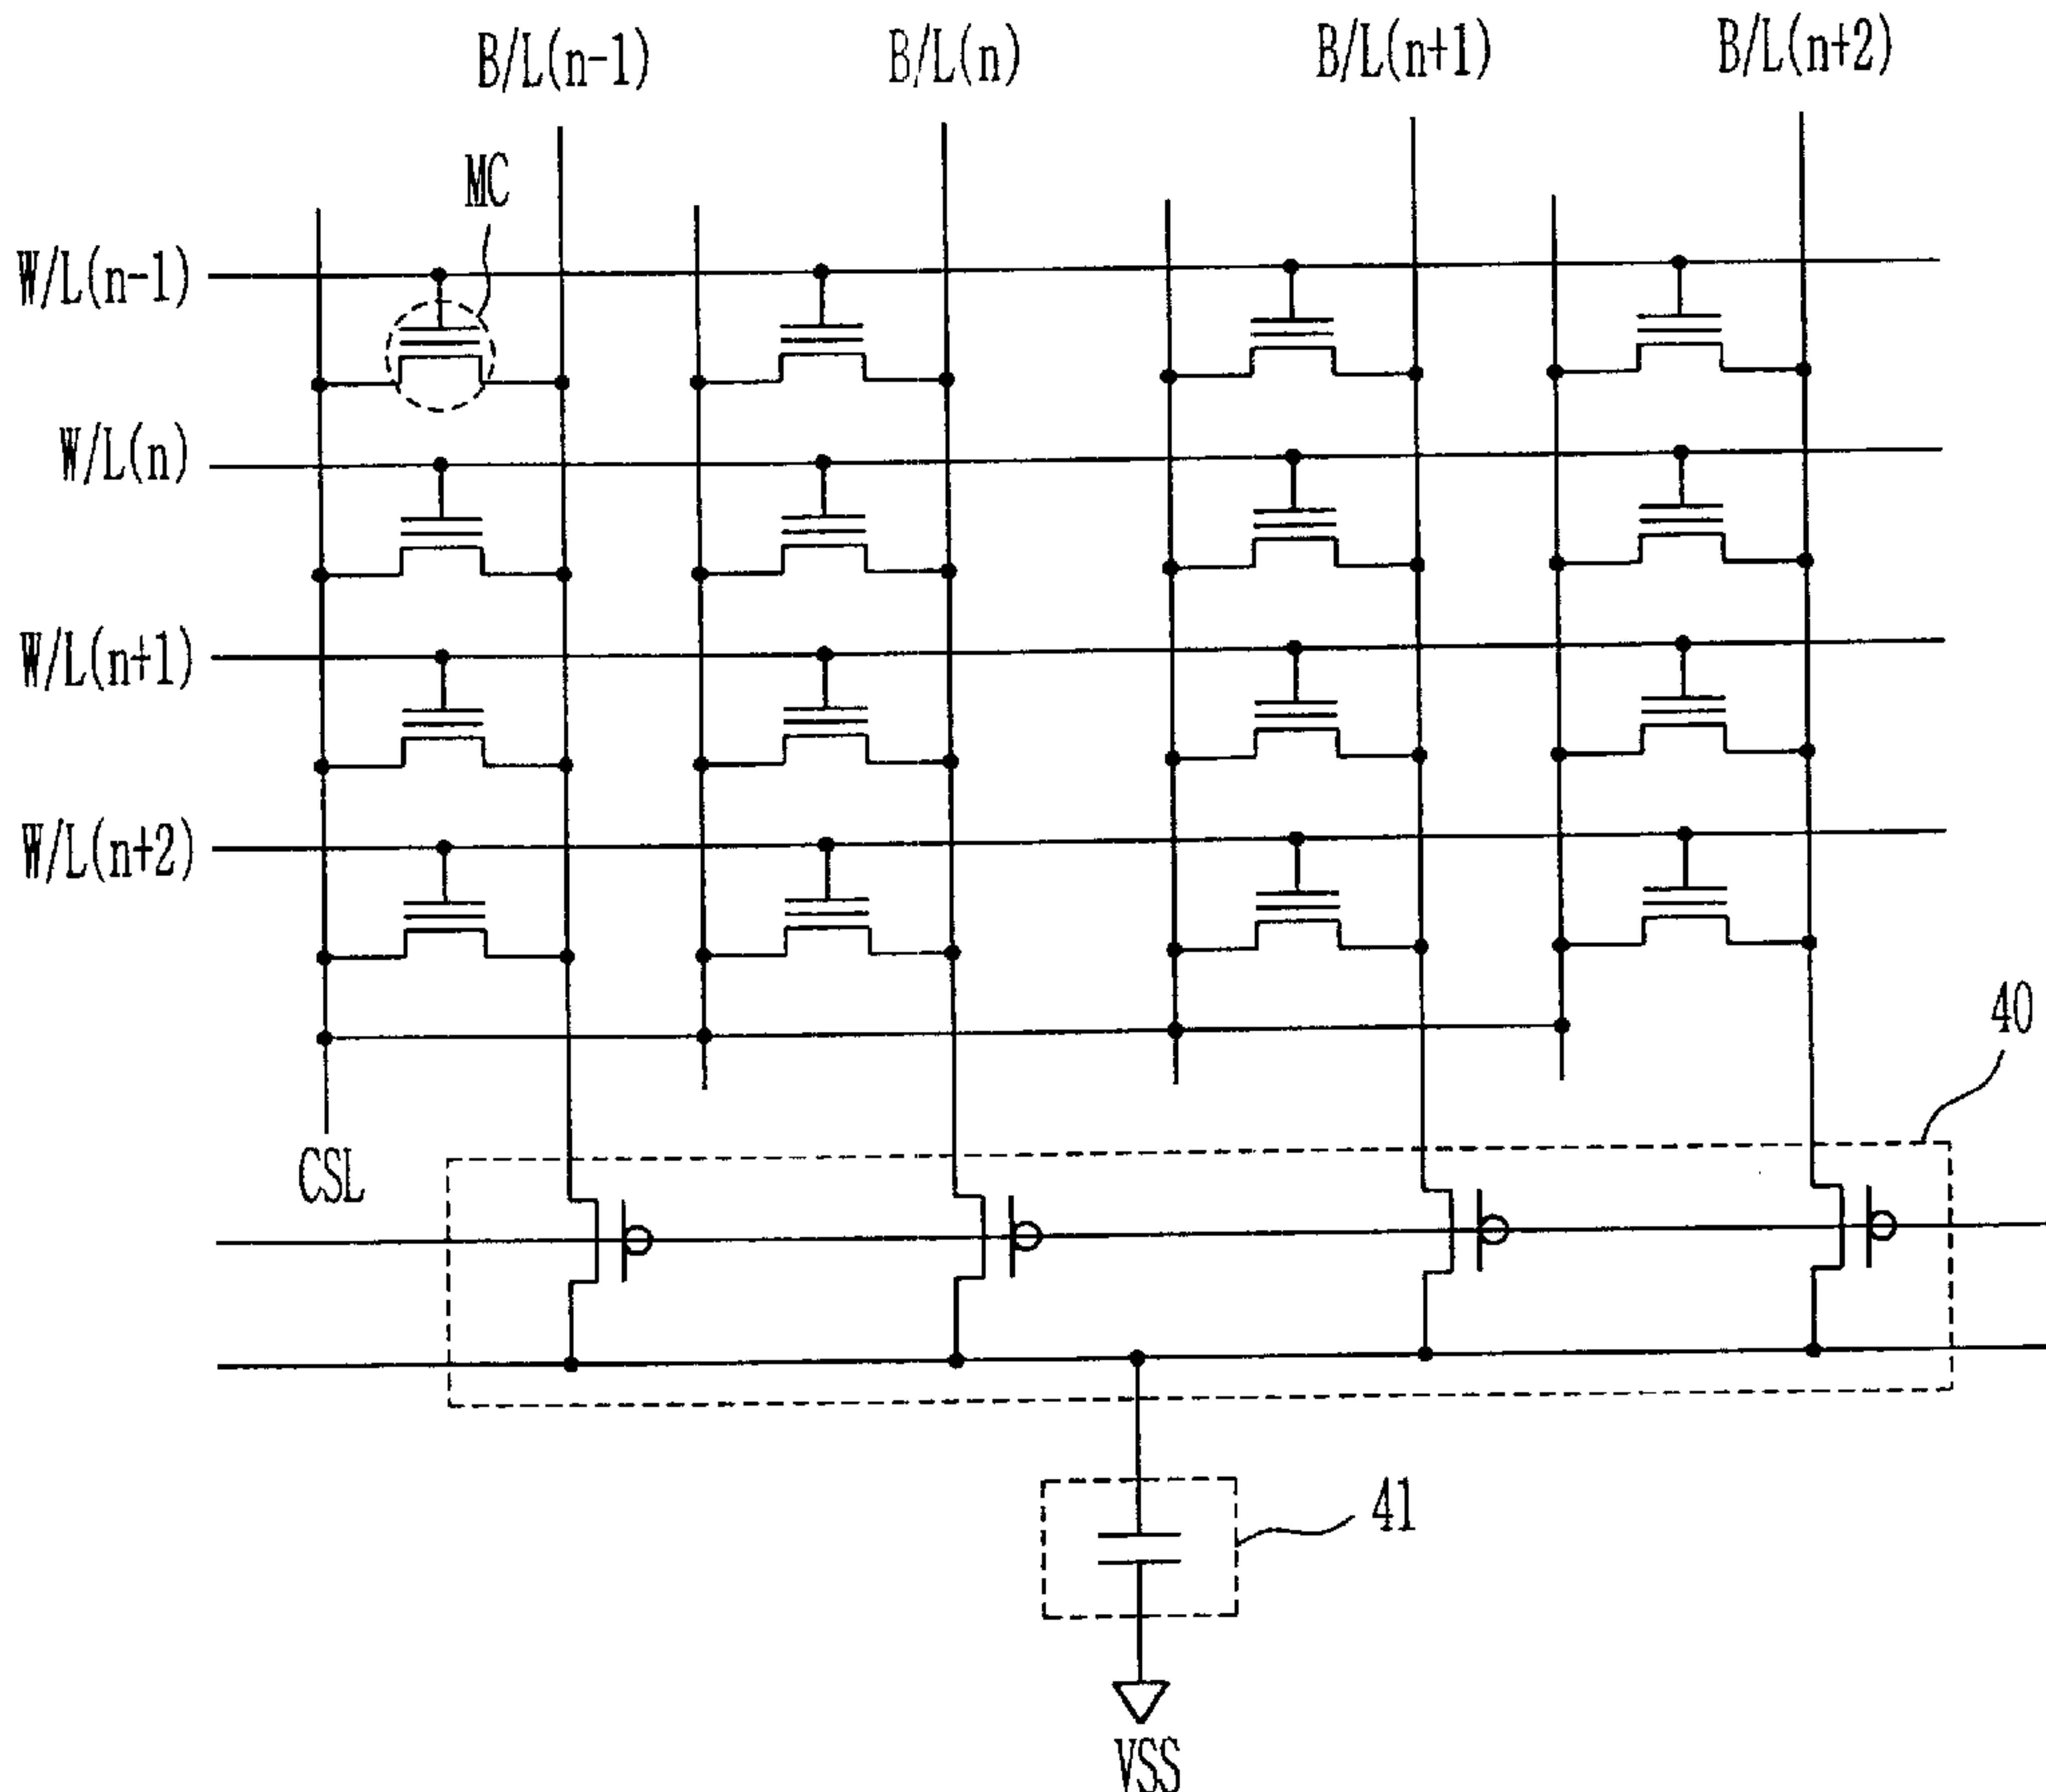 B/L(n-1)
B/L(n)
B/L(n+1)
B/L(n+2)
MC
W/L(n-1)
W/L(n)
W/L(n+1)
W/L(n+2)
40
CSL
41
VSS